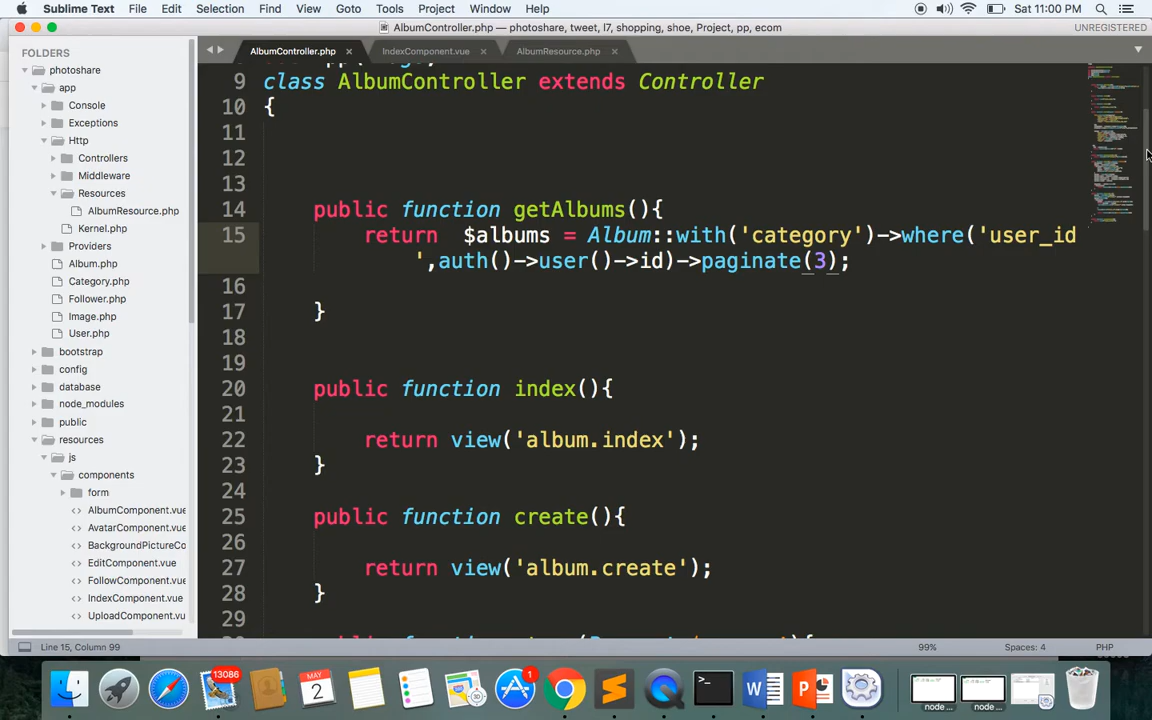 Sublime Text File Edit Selection Find View Goto Tools Project Window Help Sat 11:00 PM
AlbumController.php — photoshare, tweet, l7, shopping, shoe, Project, pp, ecom UNREGISTERED
FOLDERS
photoshare
app
Console
Exceptions
Http
Controllers
Middleware
Resources
AlbumResource.php
Kernel.php
Providers
Album.php
Category.php
Follower.php
Image.php
User.php
bootstrap
config
database
node_modules
public
resources
js
components
form
AlbumComponent.vue
AvatarComponent.vue
BackgroundPictureCo
EditComponent.vue
FollowComponent.vue
IndexComponent.vue
UploadComponent.vu
AlbumController.php × IndexComponent.vue × AlbumResource.php ×
9 class AlbumController extends Controller
10 {
11
12
13
14 public function getAlbums(){
15 return $albums = Album::with('category')->where('user_id
',auth()->user()->id)->paginate(3);
16
17 }
18
19
20 public function index(){
21
22 return view('album.index');
23 }
24
25 public function create(){
26
27 return view('album.create');
28 }
29
Line 15, Column 99 99% Spaces: 4 PHP
13086
MAY
2
1
node ...
node ...